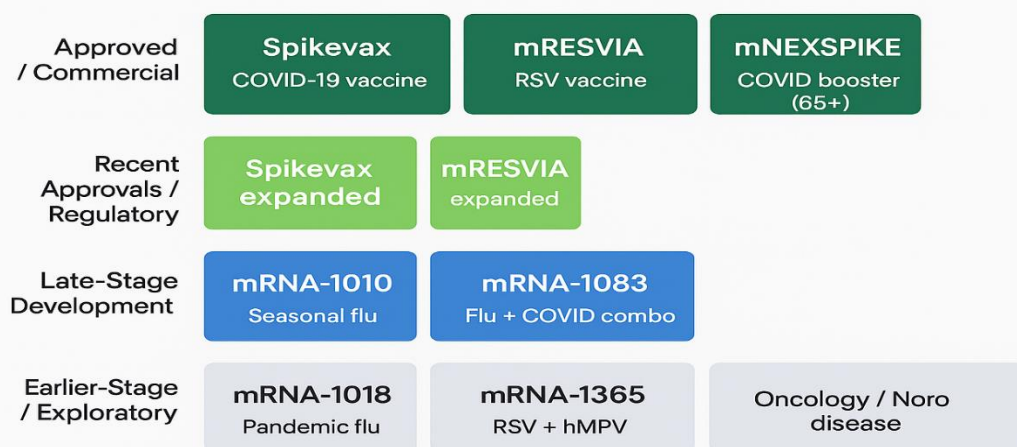 Approved
/ Commercial
Spikevax
COVID-19 vaccine
mRESVIA
RSV vaccine
mNEXSPIKE
COVID booster
(65+)
Recent
Approvals /
Regulatory
Spikevax
expanded
mRESVIA
expanded
Late-Stage
Development
mRNA-1010
Seasonal flu
mRNA-1083
Flu + COVID combo
Earlier-Stage
/ Exploratory
mRNA-1018
Pandemic flu
mRNA-1365
RSV + hMPV
Oncology / Noro
disease